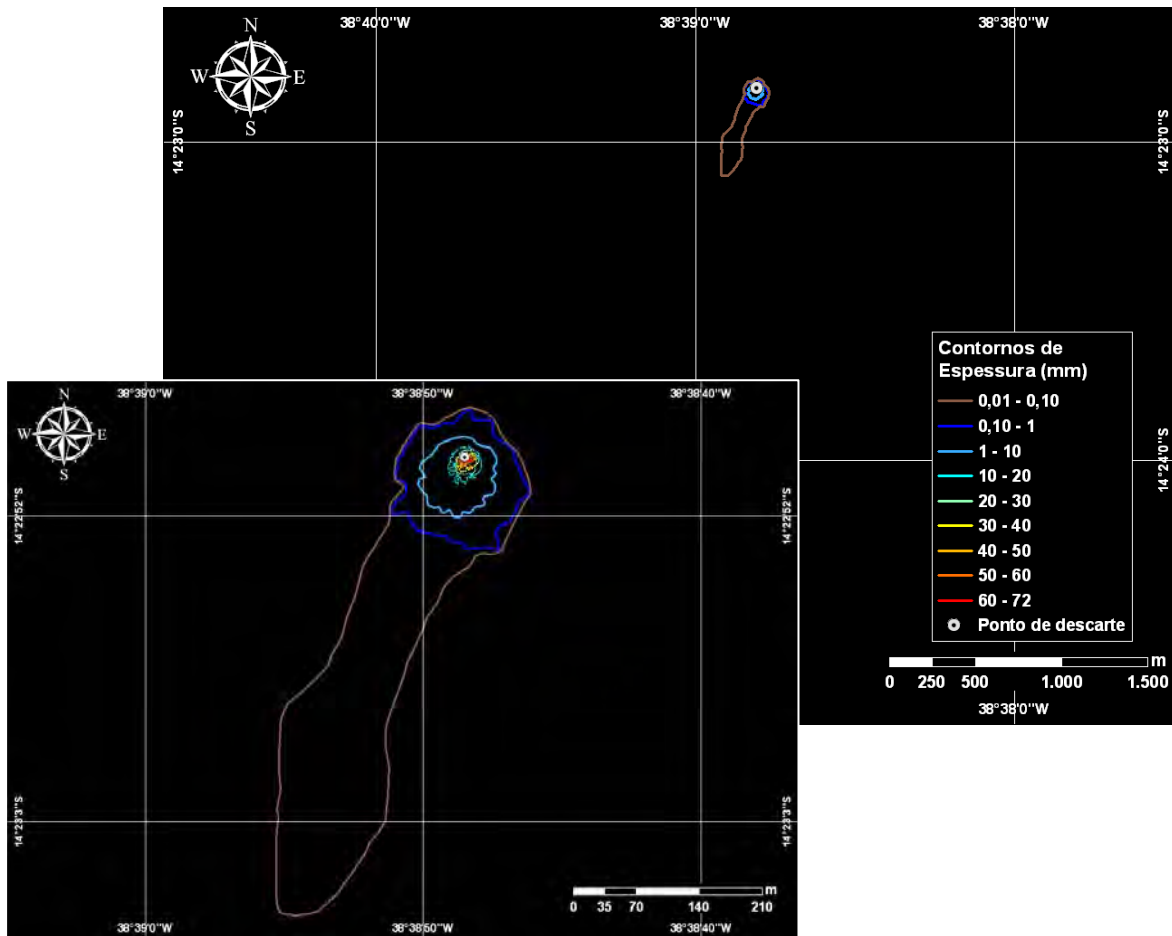 38°40'0"W 38°39'0"W 38°38'0"W
N
W E
S
14°23'0"S 14°23'0"S
14°24'0"S
Contornos de
Espessura (mm)
0,01 - 0,10
0,10 - 1
1 - 10
10 - 20
20 - 30
30 - 40
40 - 50
50 - 60
60 - 72
Ponto de descarte
m
0 250 500 1.000 1.500
38°38'0"W
38°39'0"W 38°38'50"W 38°38'40"W
N
W E
S
14°22'52"S 14°22'52"S
14°23'3"S 14°23'3"S
m
0 35 70 140 210
38°39'0"W 38°38'50"W 38°38'40"W